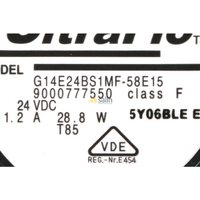 DEL G14E24BS1MF-58E15
9000777550 class F
24 VDC
1.2 A 28.8 W 5Y06BLE E
T85
VDE
REG.-Nr.E454